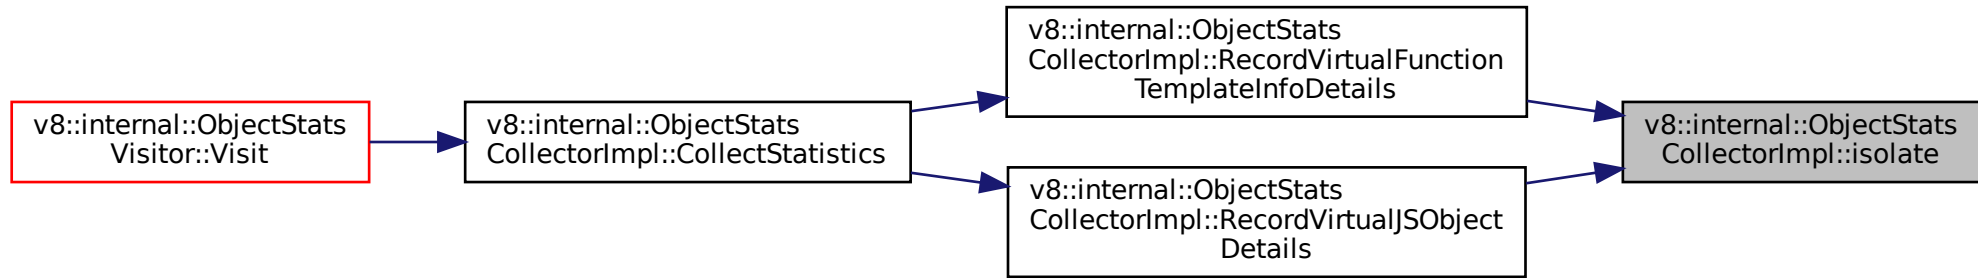 v8::internal::ObjectStats
Visitor::Visit
v8::internal::ObjectStats
CollectorImpl::CollectStatistics
v8::internal::ObjectStats
CollectorImpl::RecordVirtualFunction
TemplateInfoDetails
v8::internal::ObjectStats
CollectorImpl::RecordVirtualJSObject
Details
v8::internal::ObjectStats
CollectorImpl::isolate